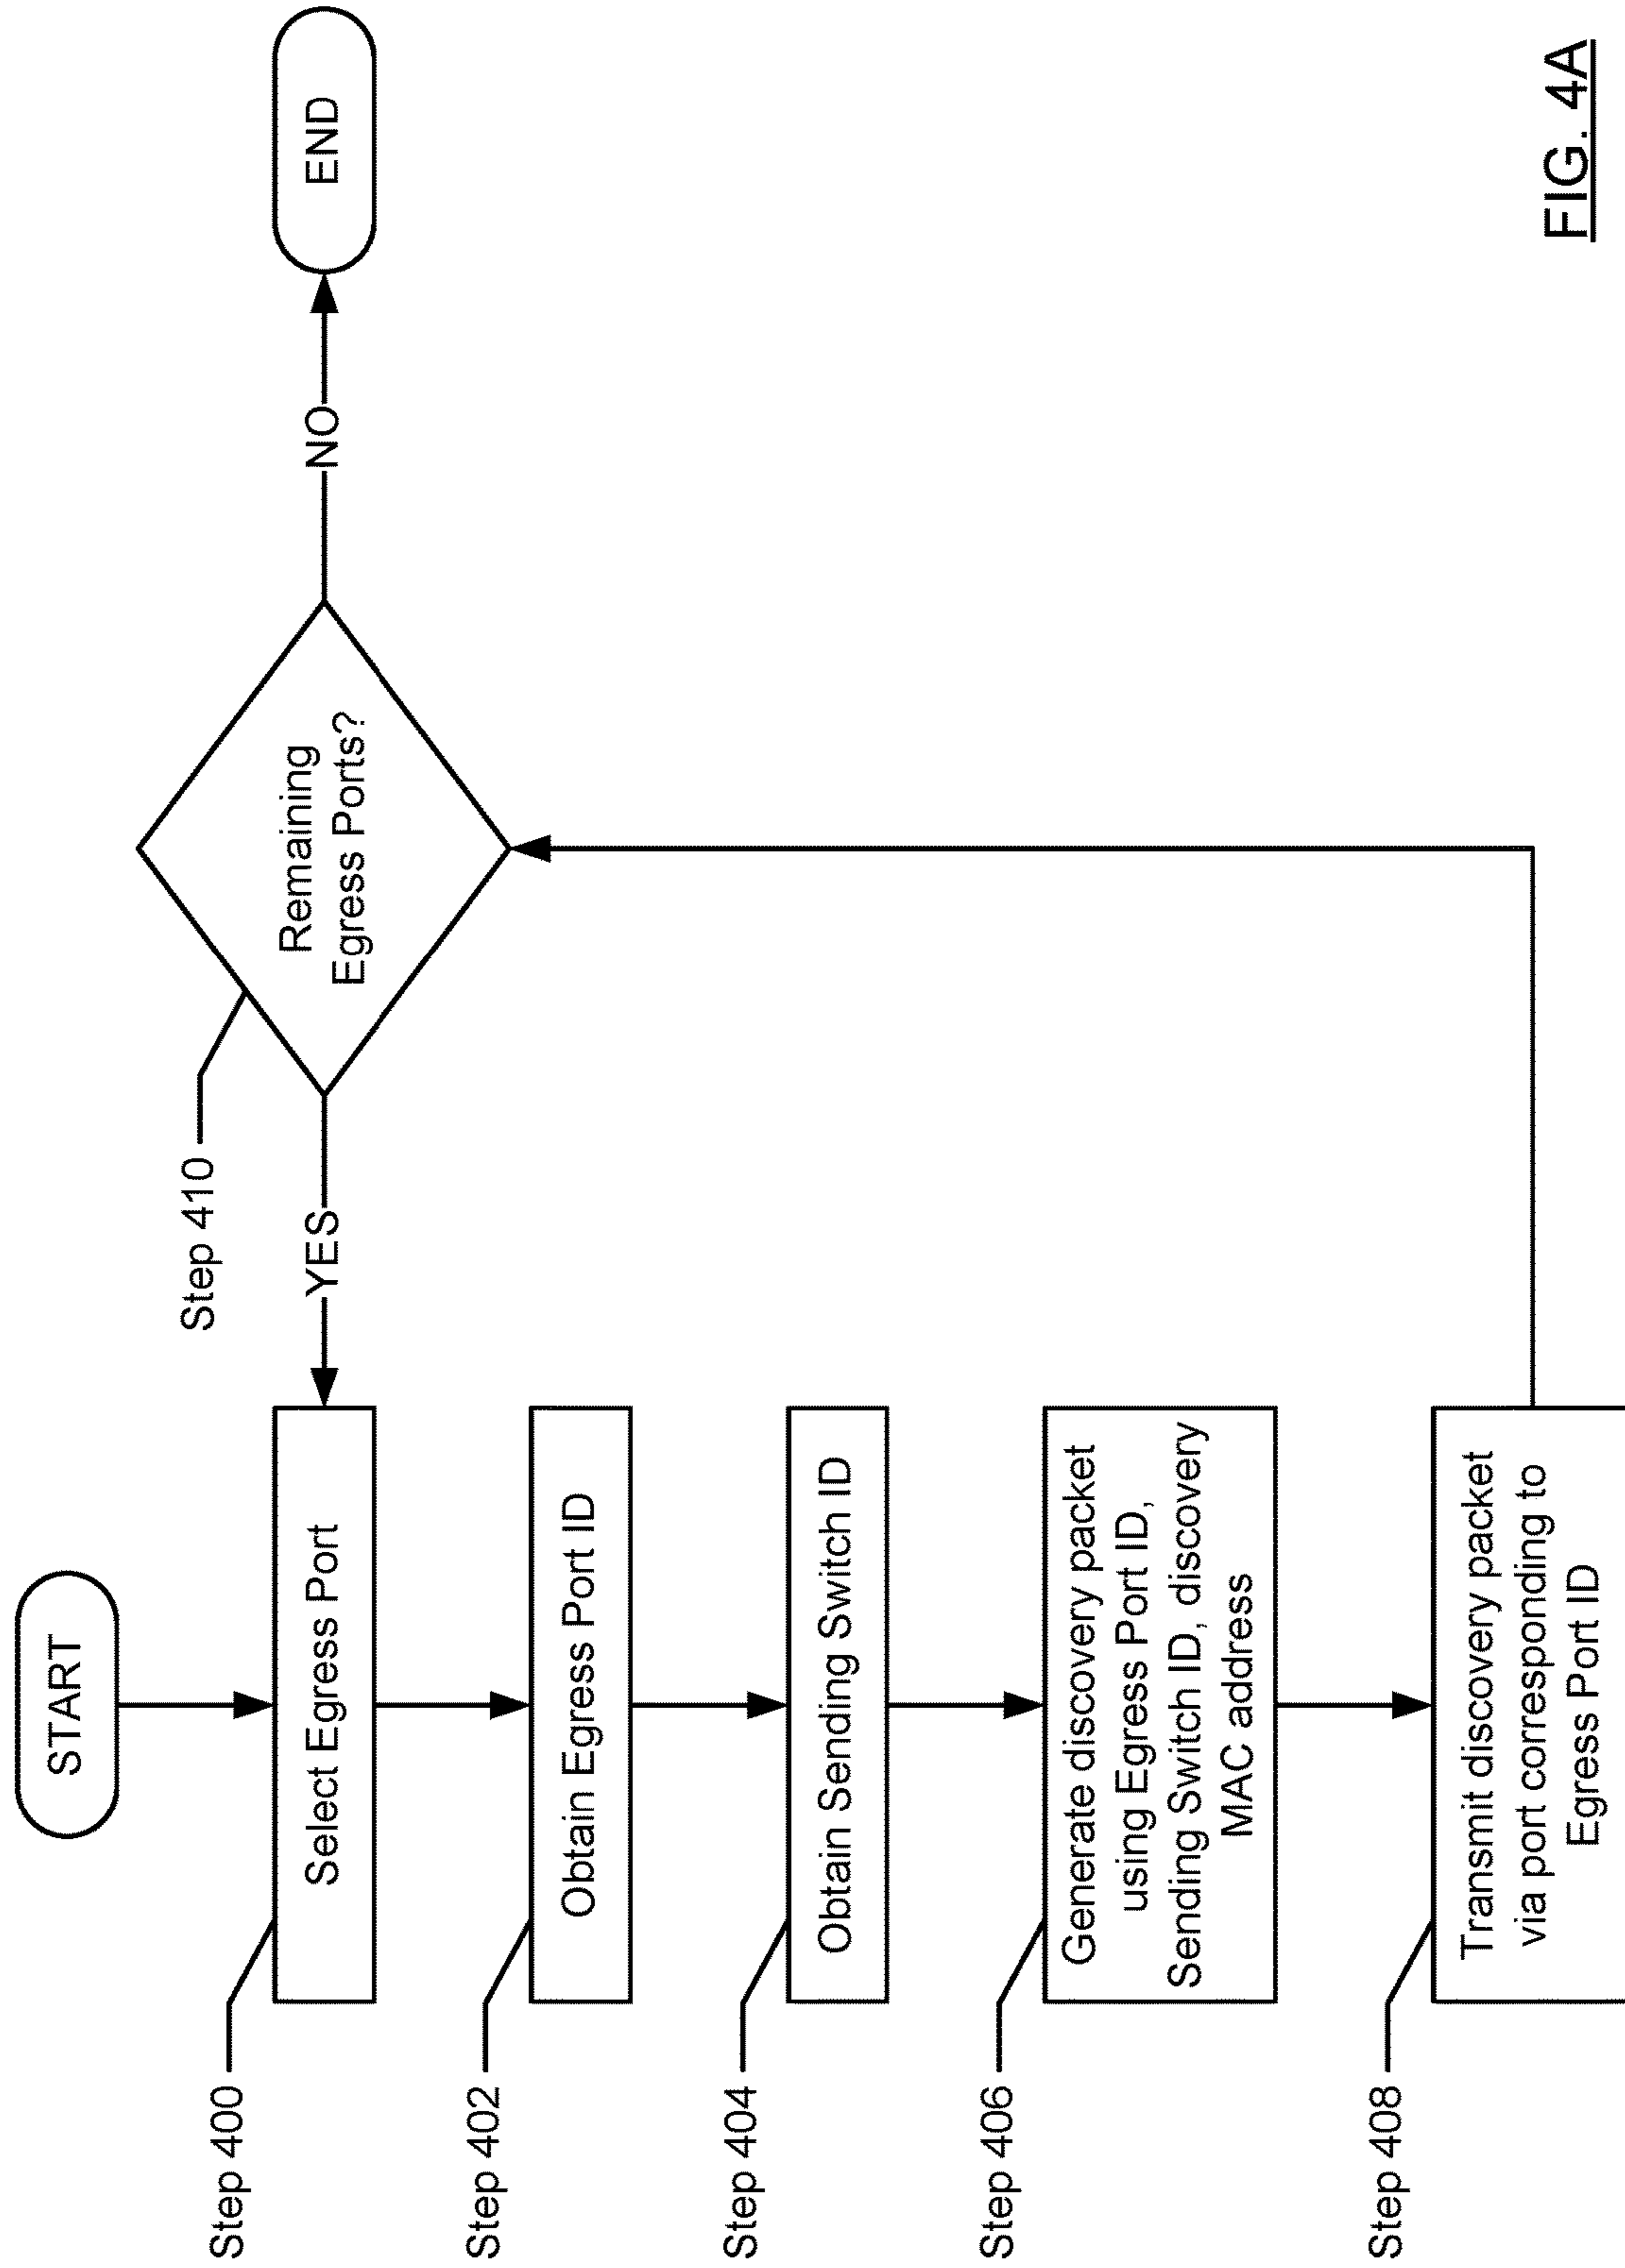 START
Step 400
Select Egress Port
Step 402
Obtain Egress Port ID
Step 404
Obtain Sending Switch ID
Step 406
Generate discovery packet
using Egress Port ID,
Sending Switch ID, discovery
MAC address
Step 408
Transmit discovery packet
via port corresponding to
Egress Port ID
Step 410
Remaining
Egress Ports?
YES
NO
END
FIG. 4A